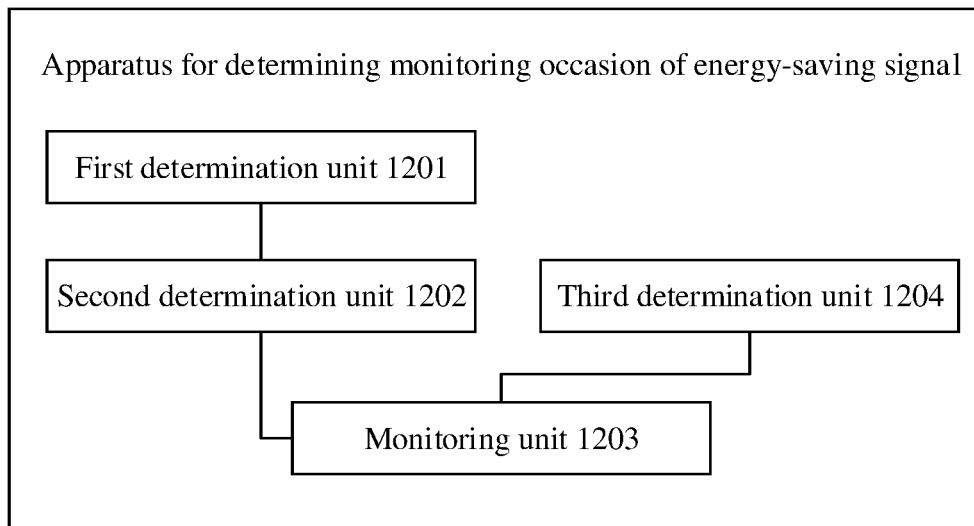 Apparatus for determining monitoring occasion of energy-saving signal
First determination unit 1201
Second determination unit 1202
Third determination unit 1204
Monitoring unit 1203